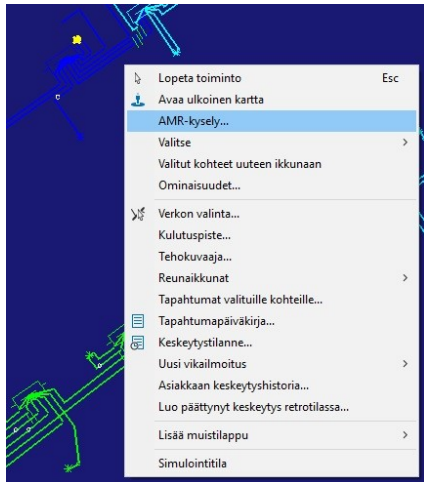 Lopeta toiminto Esc
Avaa ulkoinen kartta
AMR-kysely...
Valitse
Valitut kohteet uuteen ikkunaan
Ominaisuudet...
Verkon valinta...
Kulutuspiste...
Tehokuvaaja...
Reunaikkunat
Tapahtumat valituille kohteille...
Tapahtumapäiväkirja...
Keskeytystilanne...
Uusi vikailmoitus
Asiakkaan keskeytyshistoria...
Luo päättynyt keskeytys retrotilassa...
Lisää muistilappu
Simulointitila